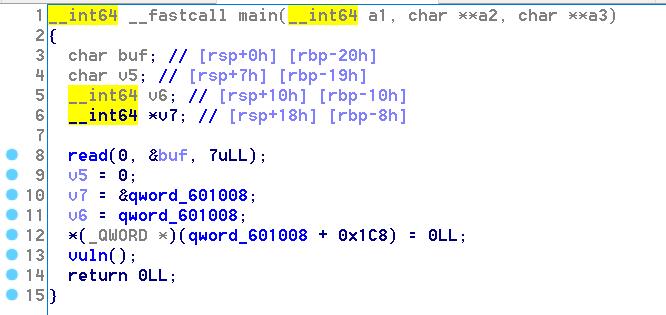 1 __int64 __fastcall main(__int64 a1, char **a2, char **a3)
2 {
3 char buf; // [rsp+0h] [rbp-20h]
4 char v5; // [rsp+7h] [rbp-19h]
5 __int64 v6; // [rsp+10h] [rbp-10h]
6 __int64 *v7; // [rsp+18h] [rbp-8h]
7
8 read(0, &buf, 7uLL);
9 v5 = 0;
10 v7 = &qword_601008;
11 v6 = qword_601008;
12 *(_QWORD *)(qword_601008 + 0x1C8) = 0LL;
13 vuln();
14 return 0LL;
15 }